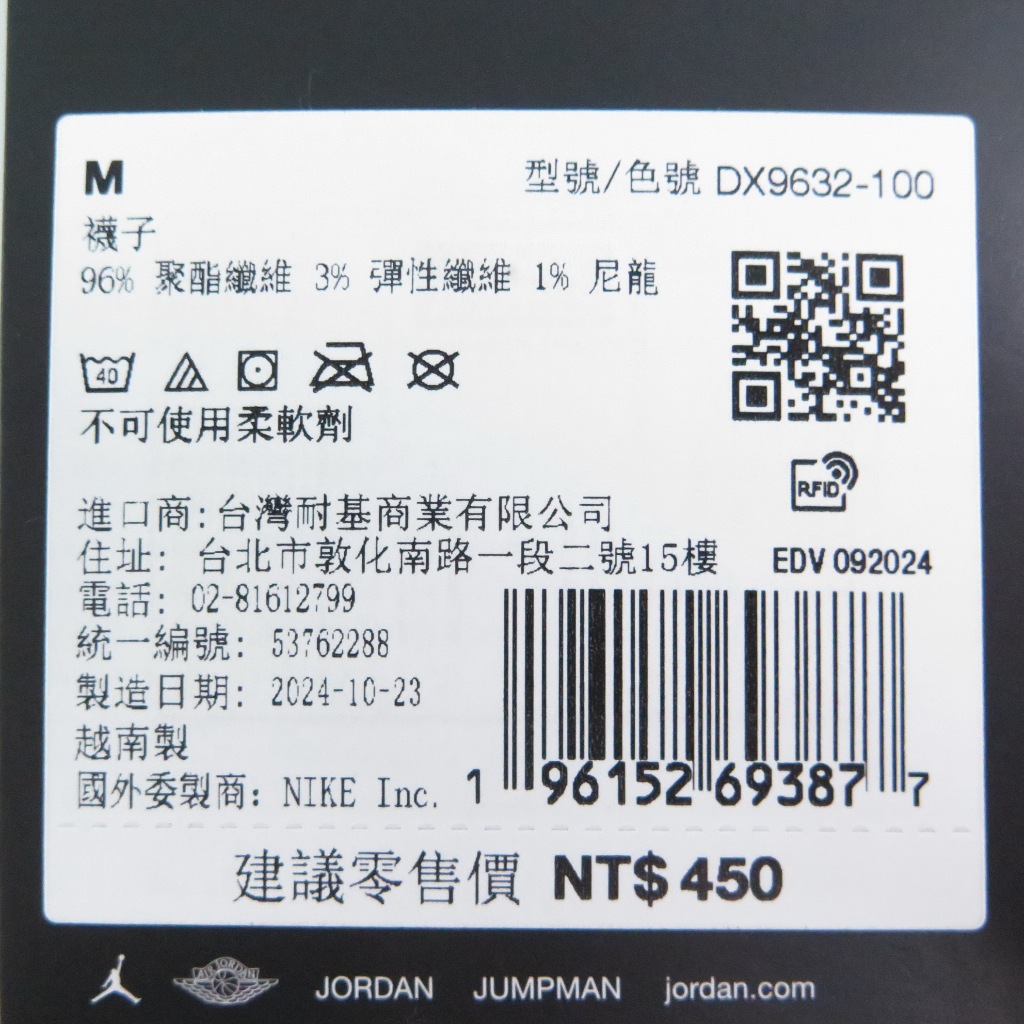 M
型號/色號 DX9632-100
襪子
96% 聚酯纖維 3% 彈性纖維 1% 尼龍
40
不可使用柔軟劑
RFID
進口商:台灣耐基商業有限公司
住址: 台北市敦化南路一段二號15樓
EDV 092024
電話: 02-81612799
統一編號: 53762288
製造日期: 2024-10-23
越南製
國外委製商: NIKE Inc.
1 96152 69387 7
建議零售價 NT$450
AIR JORDAN
JORDAN JUMPMAN jordan.com